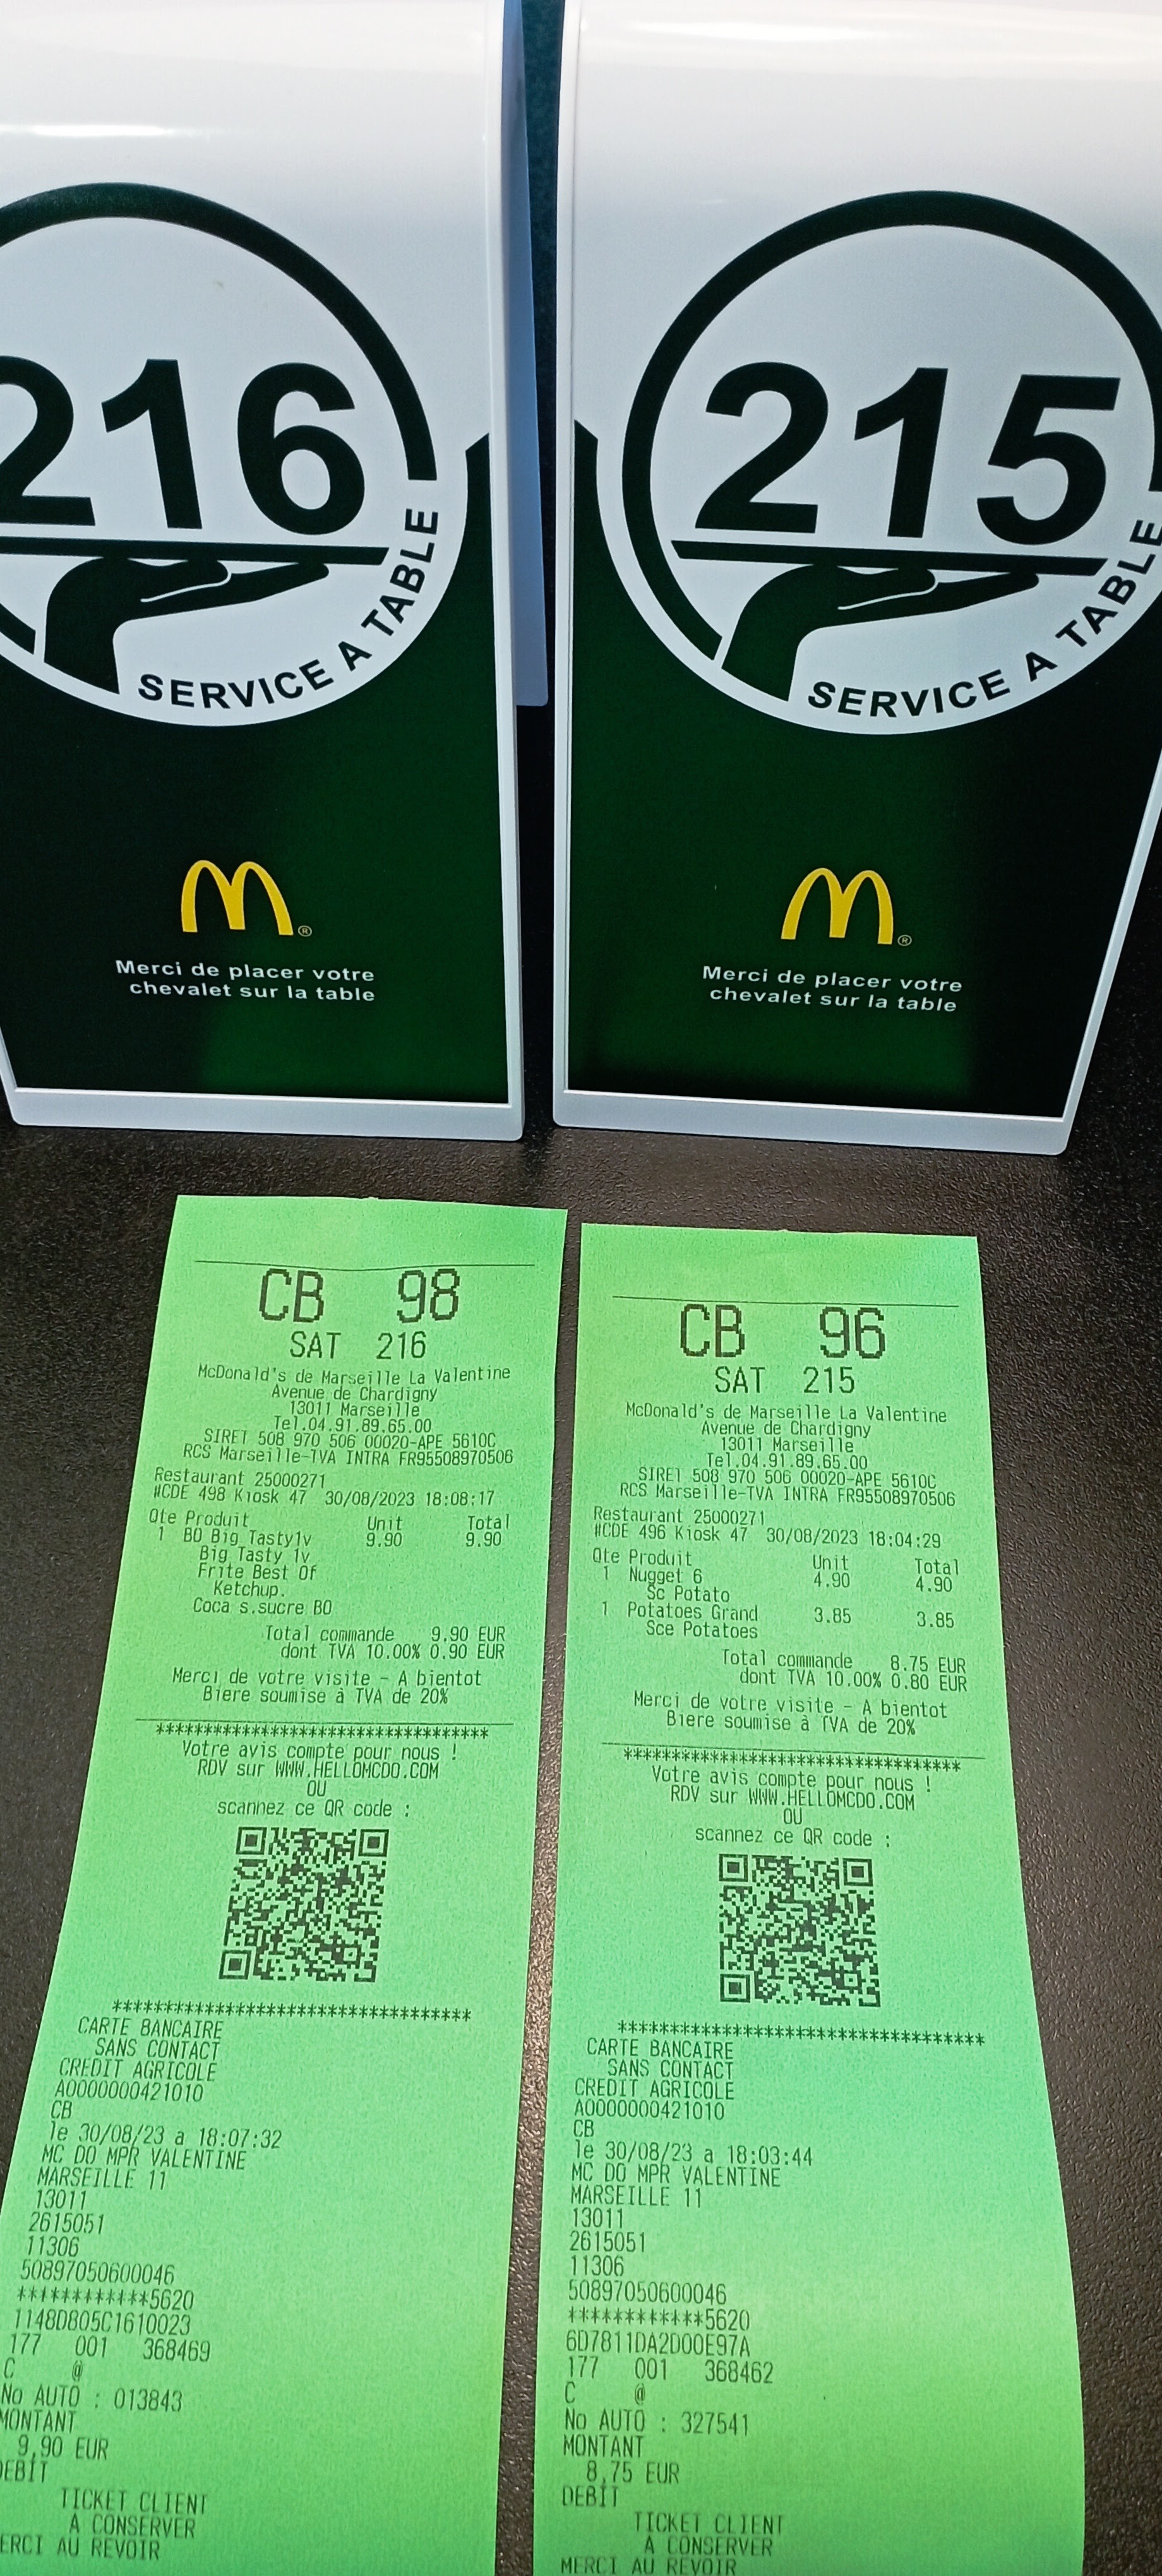 216
SERVICE A TABLE
M®
Merci de placer votre
chevalet sur la table
215
SERVICE A TABLE
M®
Merci de placer votre
chevalet sur la table
CB 98
SAT 216
McDonald's de Marseille La Valentine
Avenue de Chardigny
13011 Marseille
Tel.04.91.89.65.00
SIRET 508 970 506 00020-APE 5610C
RCS Marseille-TVA INTRA FR95508970506
Restaurant 25000271
#CDE 498 Kiosk 47 30/08/2023 18:08:17
Qte Produit Unit Total
1 BO Big Tasty1v 9.90 9.90
Big Tasty 1v
Frite Best Of
Ketchup.
Coca s.sucre BO
Total commande 9.90 EUR
dont TVA 10.00% 0.90 EUR
Merci de votre visite - A bientot
Biere soumise à TVA de 20%
**********************************
Votre avis compte pour nous !
RDV sur WWW.HELLOMCDO.COM
OU
scannez ce QR code :
**********************************
CARTE BANCAIRE
SANS CONTACT
CREDIT AGRICOLE
A0000000421010
CB
le 30/08/23 a 18:07:32
MC DO MPR VALENTINE
MARSEILLE 11
13011
2615051
11306
50897050600046
************5620
1148D805C1610023
177 001 368469
C @
No AUTO : 013843
MONTANT
9,90 EUR
DEBIT
TICKET CLIENT
A CONSERVER
ERCI AU REVOIR
CB 96
SAT 215
McDonald's de Marseille La Valentine
Avenue de Chardigny
13011 Marseille
Tel.04.91.89.65.00
SIRET 508 970 506 00020-APE 5610C
RCS Marseille-TVA INTRA FR95508970506
Restaurant 25000271
#CDE 496 Kiosk 47 30/08/2023 18:04:29
Qte Produit Unit Total
1 Nugget 6 4.90 4.90
Sc Potato
1 Potatoes Grand 3.85 3.85
Sce Potatoes
Total commande 8.75 EUR
dont TVA 10.00% 0.80 EUR
Merci de votre visite - A bientot
Biere soumise à TVA de 20%
**********************************
Votre avis compte pour nous !
RDV sur WWW.HELLOMCDO.COM
OU
scannez ce QR code :
**********************************
CARTE BANCAIRE
SANS CONTACT
CREDIT AGRICOLE
A0000000421010
CB
le 30/08/23 a 18:03:44
MC DO MPR VALENTINE
MARSEILLE 11
13011
2615051
11306
50897050600046
************5620
6D7811DA2D00E97A
177 001 368462
C @
No AUTO : 327541
MONTANT
8,75 EUR
DEBIT
TICKET CLIENT
A CONSERVER
MERCI AU REVOIR